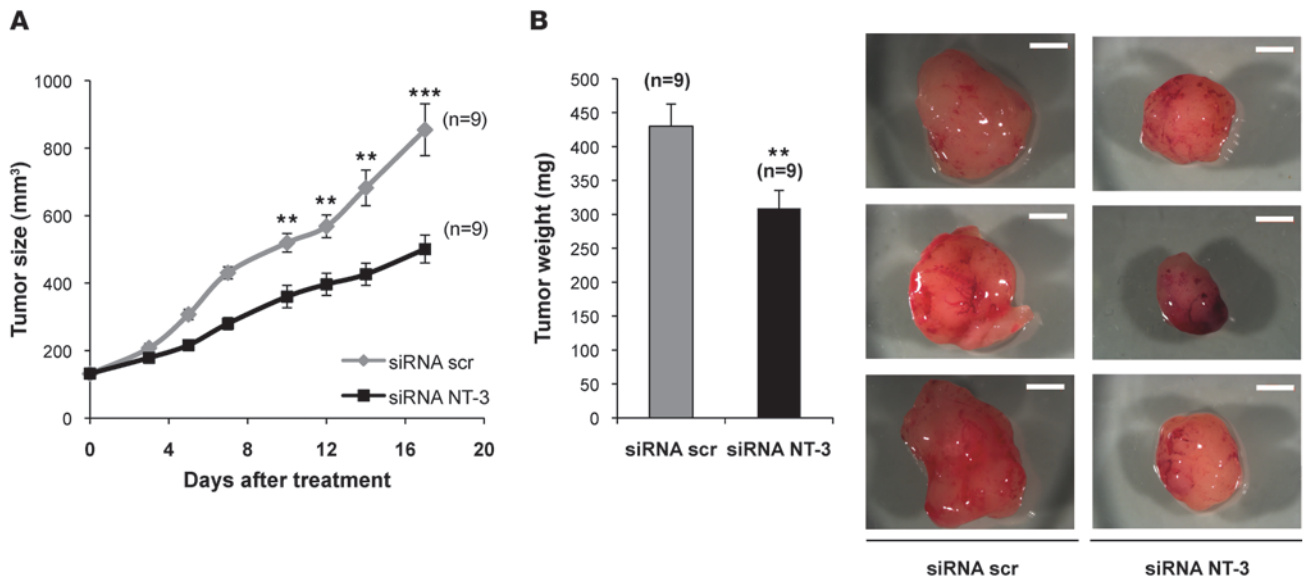 A
Tumor size (mm³)
1000
800
600
400
200
0
0 4 8 12 16 20
Days after treatment
**
**
**
***
(n=9)
(n=9)
siRNA scr
siRNA NT-3
B
Tumor weight (mg)
500
450
400
350
300
250
200
150
100
50
0
(n=9)
**
(n=9)
siRNA scr siRNA NT-3
siRNA scr siRNA NT-3